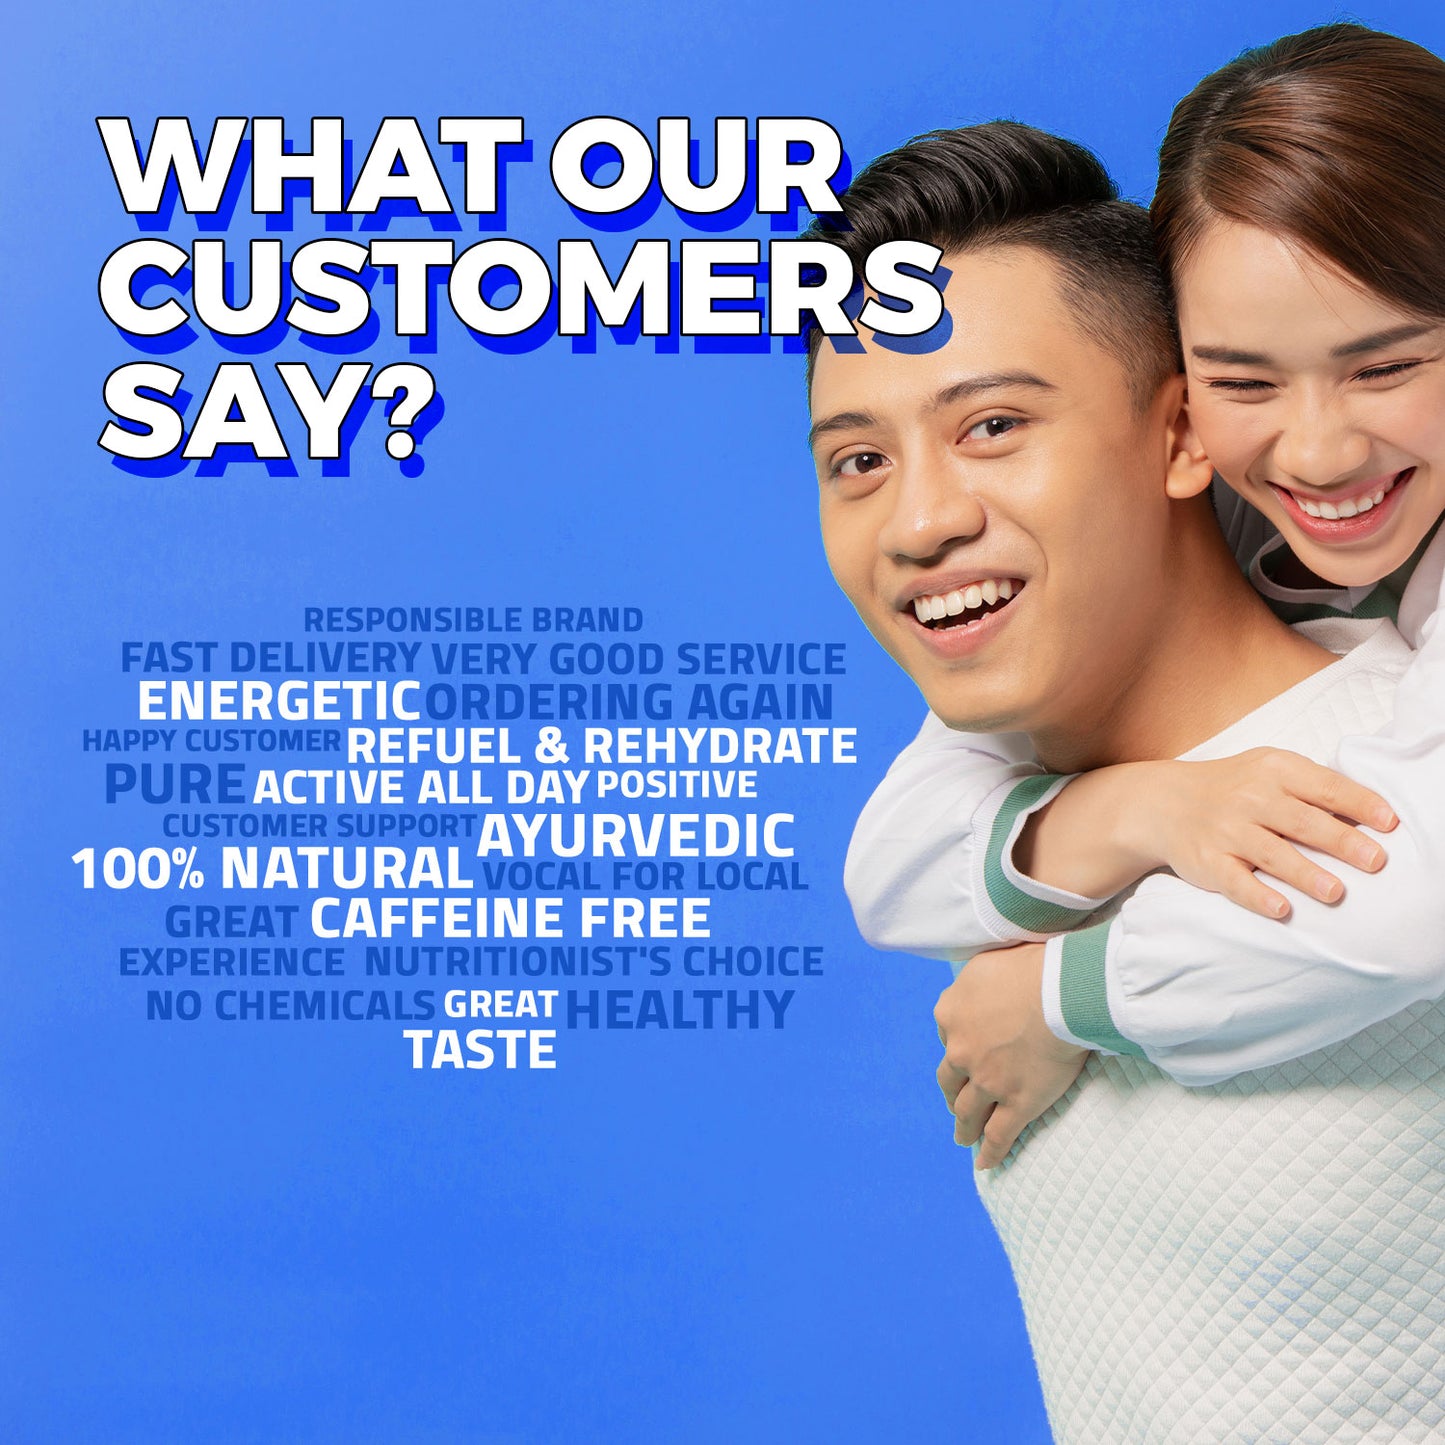 WHAT OUR
CUSTOMERS
SAY?
RESPONSIBLE BRAND
FAST DELIVERY VERY GOOD SERVICE
ENERGETIC ORDERING AGAIN
HAPPY CUSTOMER REFUEL & REHYDRATE
PURE ACTIVE ALL DAY POSITIVE
CUSTOMER SUPPORT AYURVEDIC
100% NATURAL VOCAL FOR LOCAL
GREAT CAFFEINE FREE
EXPERIENCE NUTRITIONIST'S CHOICE
NO CHEMICALS GREAT HEALTHY
TASTE